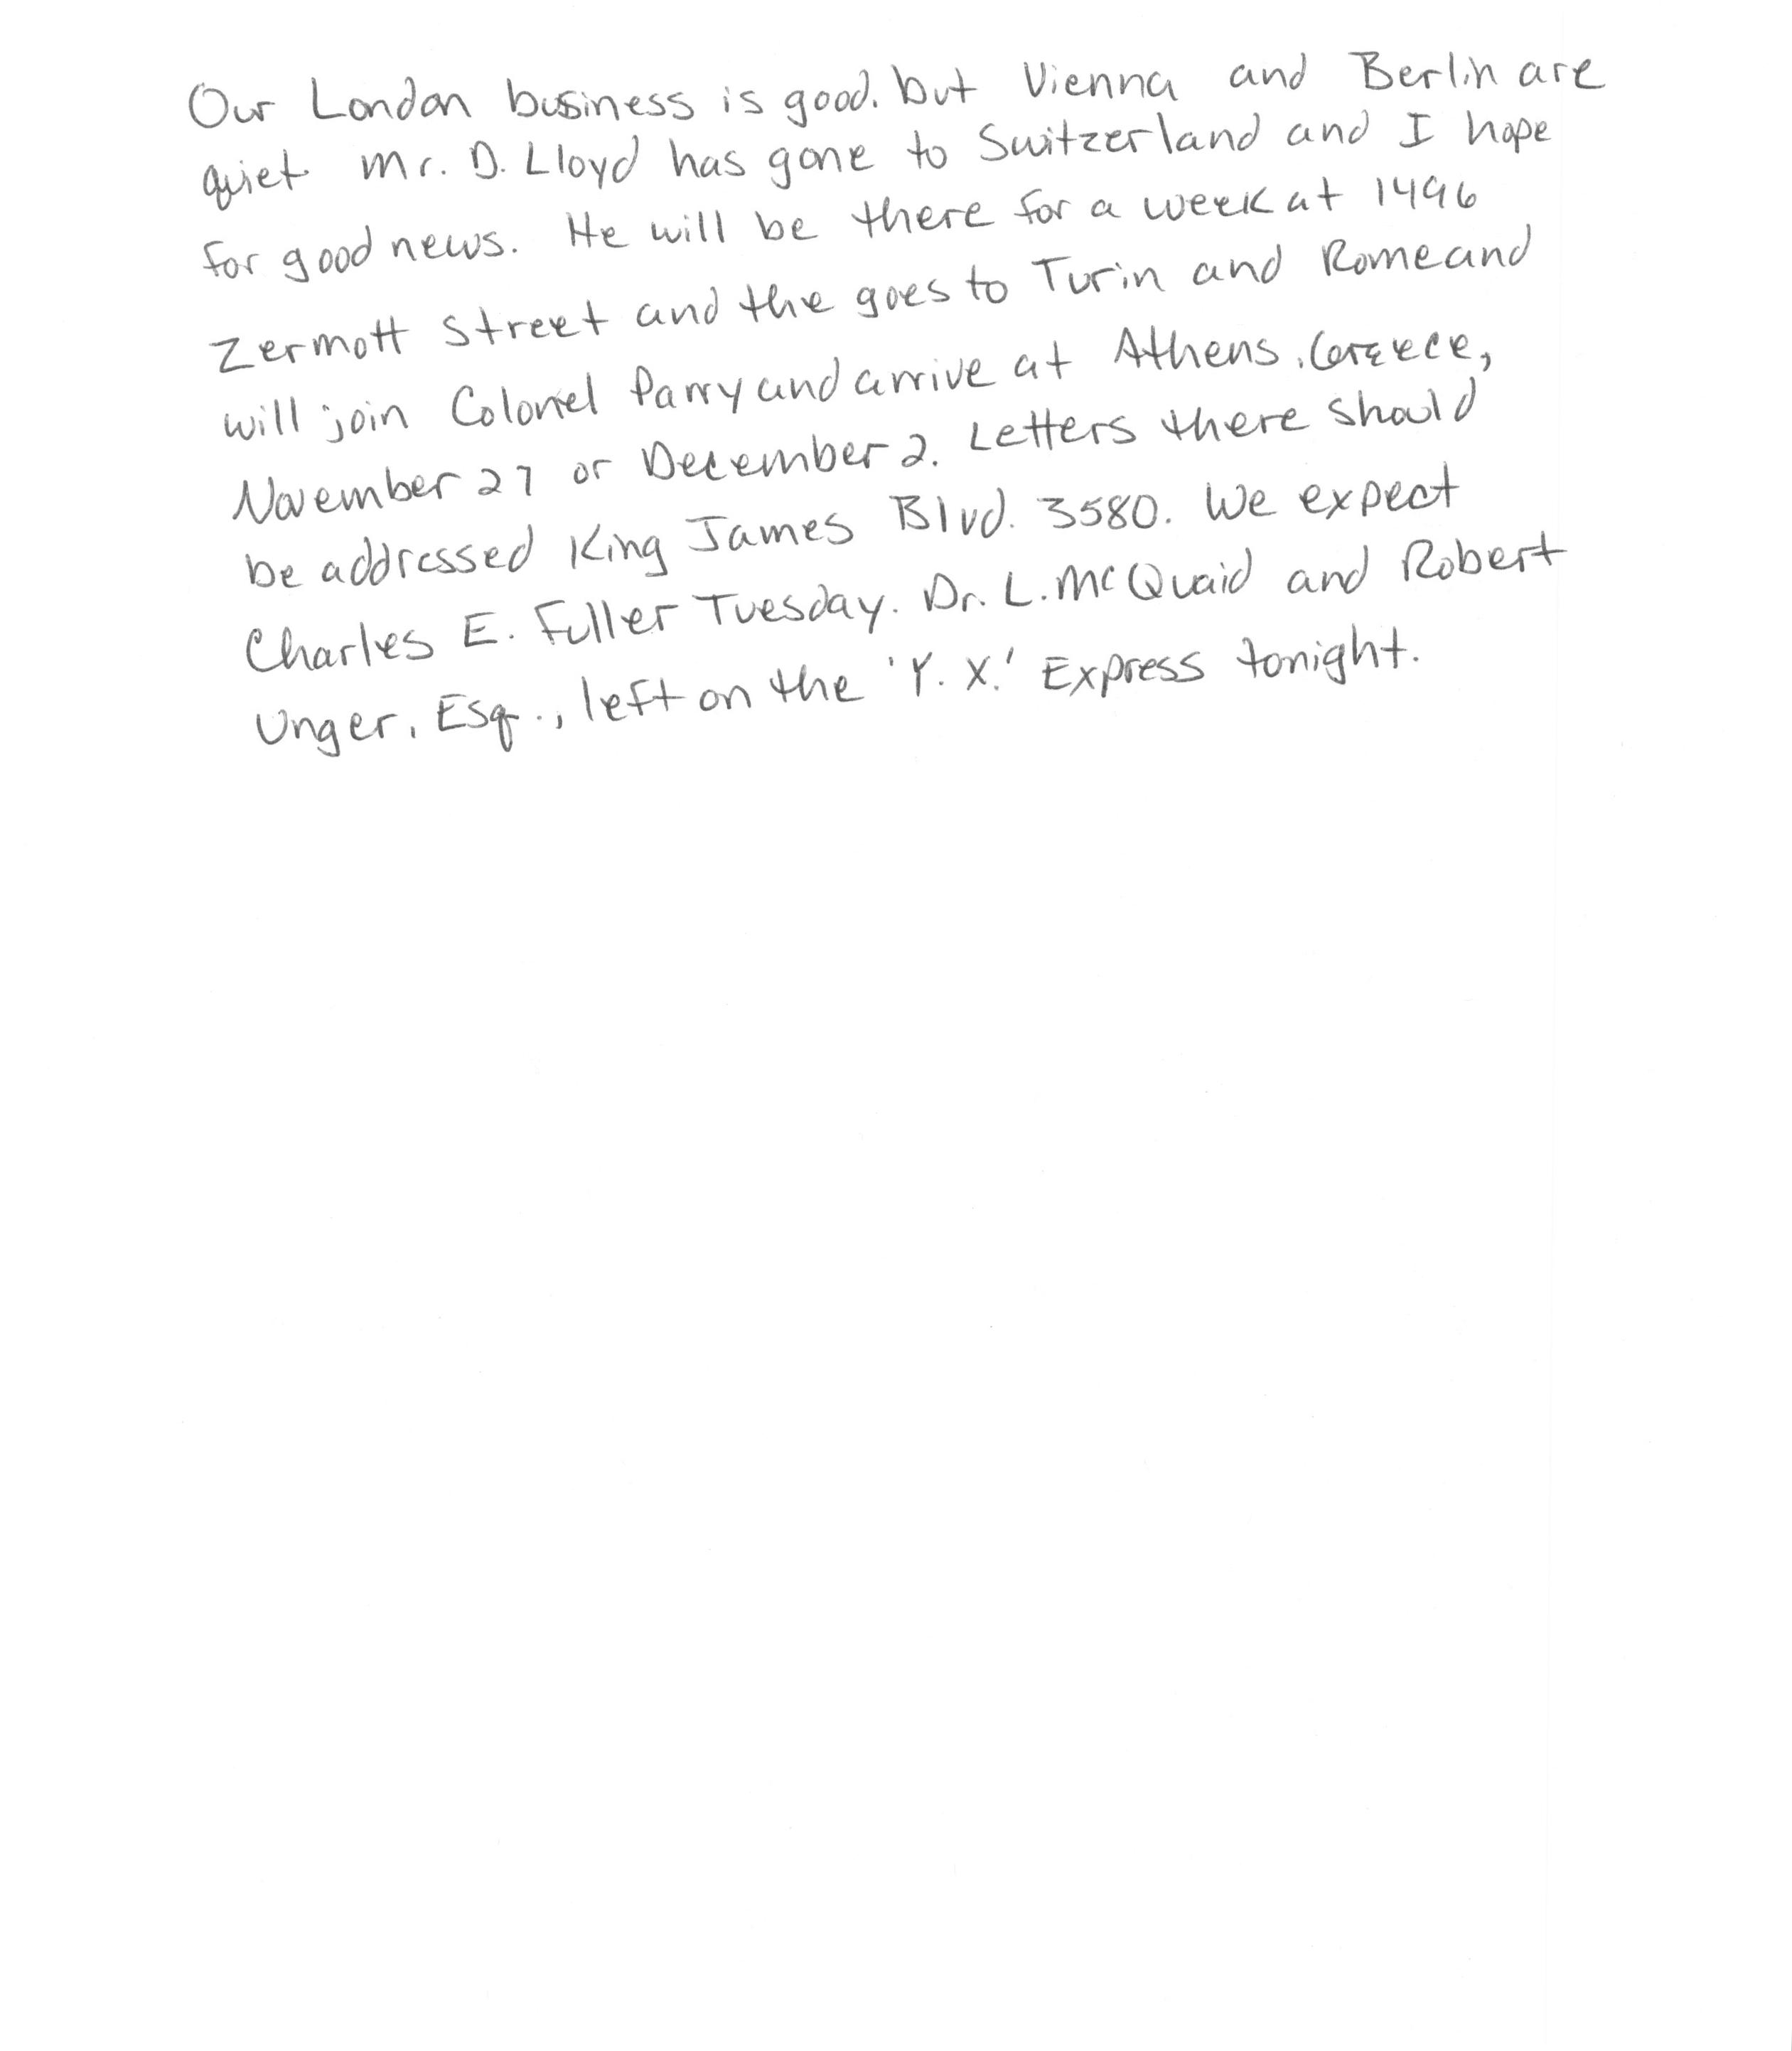 Our London business is good. but Vienna and Berlin are
quiet. Mr. D. Lloyd has gone to Switzerland and I hope
for good news. He will be there for a week at 1496
Zermott Street and the goes to Turin and Rome and
will join Colonel Parry and arrive at Athens, Greece,
November 27 or December 2. Letters there should
be addressed King James Blvd. 3580. We expect
Charles E. Fuller Tuesday. Dr. L. McQuaid and Robert
Unger, Esq., left on the 'Y. X.' Express tonight.